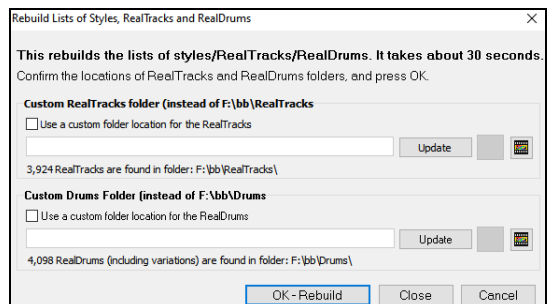 Rebuild Lists of Styles, RealTracks and RealDrums
This rebuilds the lists of styles/RealTracks/RealDrums. It takes about 30 seconds.
Confirm the locations of RealTracks and RealDrums folders, and press OK.
Custom RealTracks folder (instead of F:\bb\RealTracks
Use a custom folder location for the RealTracks
Update
3,924 RealTracks are found in folder: F:\bb\RealTracks\
Custom Drums Folder (instead of F:\bb\Drums
Use a custom folder location for the RealDrums
Update
4,098 RealDrums (including variations) are found in folder: F:\bb\Drums\
OK - Rebuild Close Cancel